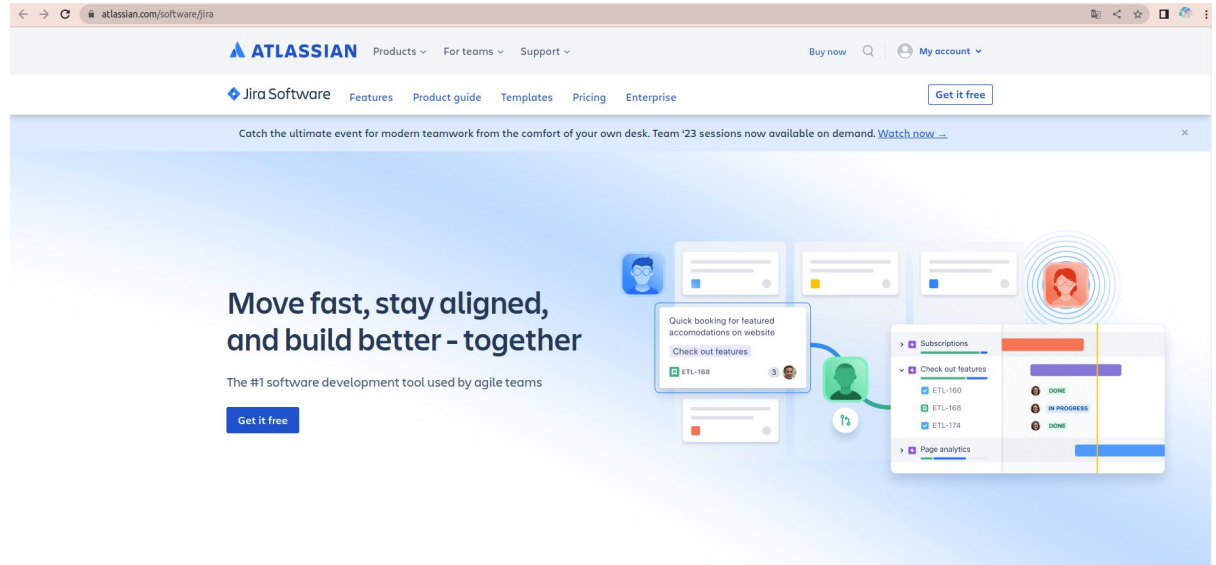 atlassian.com/software/jira
ATLASSIAN Products For teams Support Buy now My account
Jira Software Features Product guide Templates Pricing Enterprise Get it free
Catch the ultimate event for modern teamwork from the comfort of your own desk. Team ‘23 sessions now available on demand. Watch now →
Move fast, stay aligned,
and build better - together
The #1 software development tool used by agile teams
Get it free
Quick booking for featured
accomodations on website
Check out features
ETL-168 3
Subscriptions
Check out features
ETL-160 DONE
ETL-168 IN PROGRESS
ETL-174 DONE
Page analytics